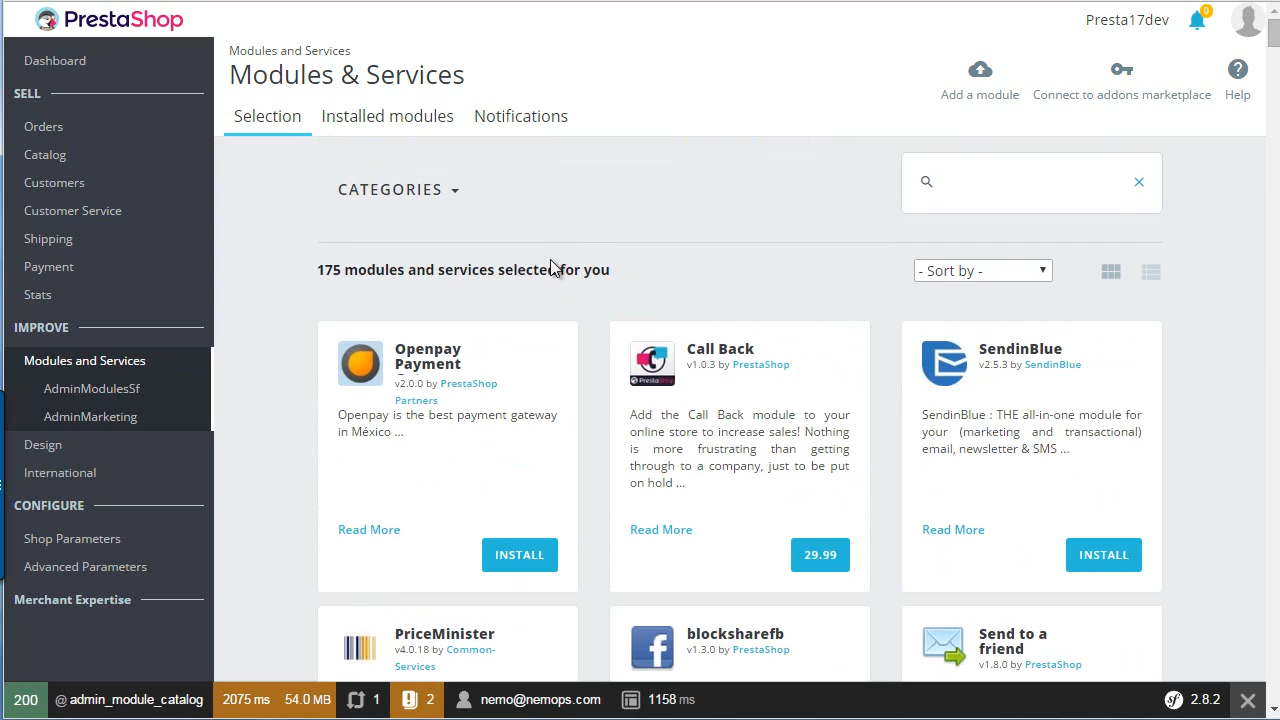 PrestaShop
Presta17dev
0
Dashboard
SELL
Orders
Catalog
Customers
Customer Service
Shipping
Payment
Stats
IMPROVE
Modules and Services
AdminModulesSf
AdminMarketing
Design
International
CONFIGURE
Shop Parameters
Advanced Parameters
Merchant Expertise
Modules and Services
Modules & Services
Add a module
Connect to addons marketplace
Help
Selection Installed modules Notifications
CATEGORIES
175 modules and services selected for you
- Sort by -
Openpay
Payment
v2.0.0 by PrestaShop
Partners
Openpay is the best payment gateway
in México ...
Read More
INSTALL
Call Back
v1.0.3 by PrestaShop
Add the Call Back module to your
online store to increase sales! Nothing
is more frustrating than getting
through to a company, just to be put
on hold ...
Read More
29.99
SendinBlue
v2.5.3 by SendinBlue
SendinBlue : THE all-in-one module for
your (marketing and transactional)
email, newsletter & SMS ...
Read More
INSTALL
PriceMinister
v4.0.18 by Common-
Services
blocksharefb
v1.3.0 by PrestaShop
Send to a
friend
v1.8.0 by PrestaShop
200 @ admin_module_catalog 2075 ms 54.0 MB 1 2 nemo@nemops.com 1158 ms 2.8.2